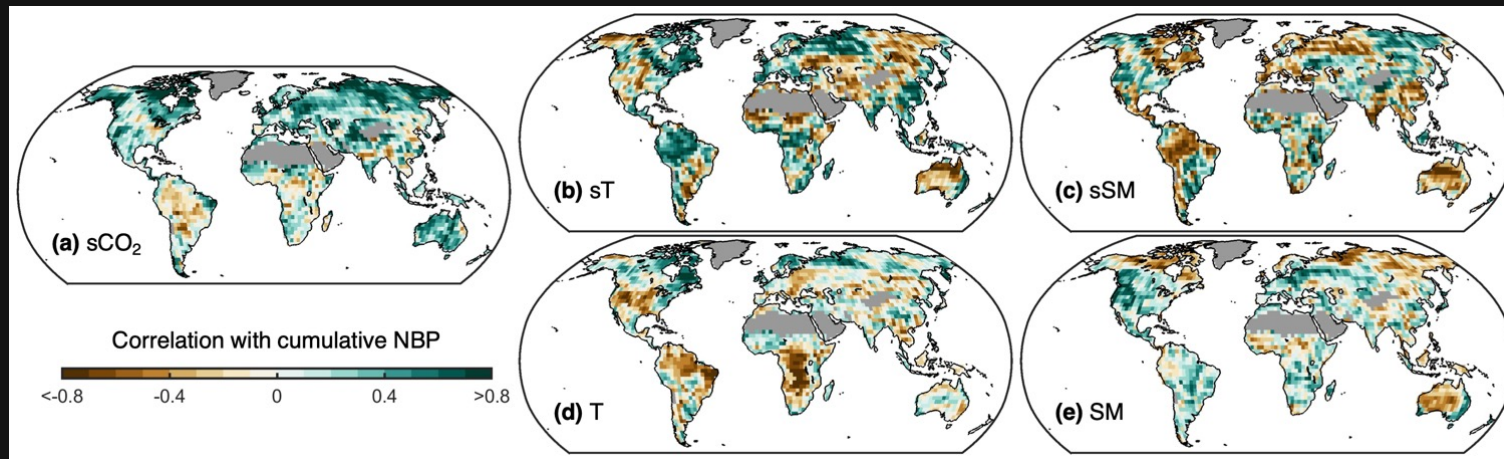 (a) sCO₂
Correlation with cumulative NBP
<-0.8 -0.4 0 0.4 >0.8
(b) sT
(c) sSM
(d) T
(e) SM